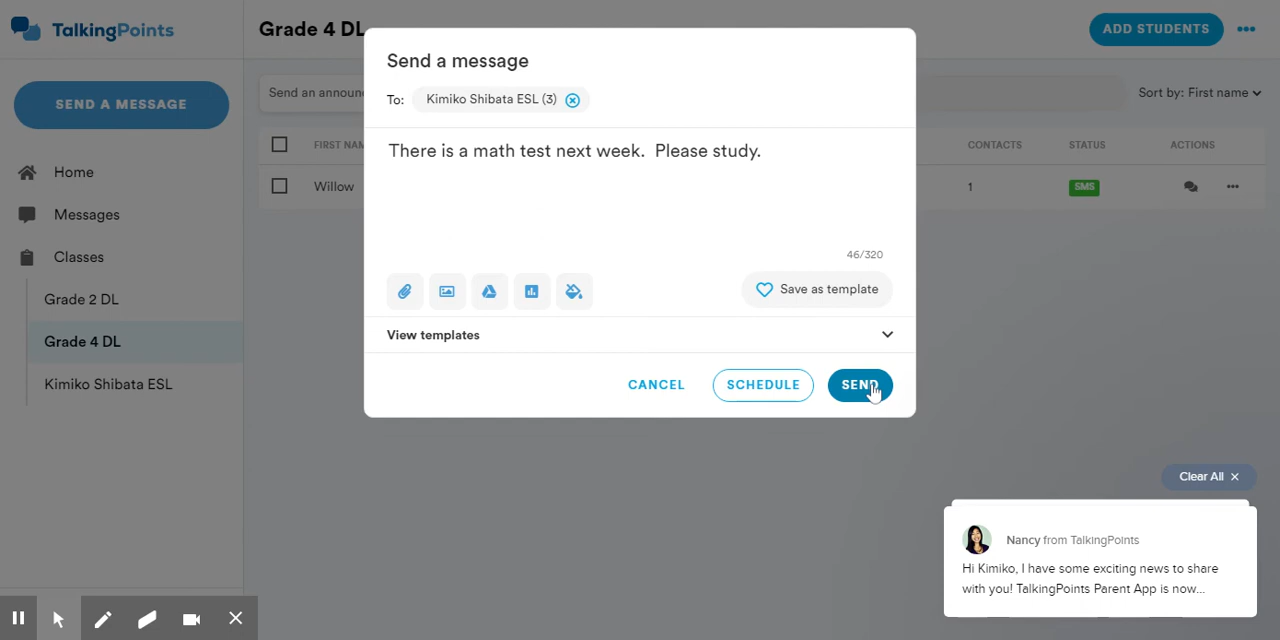 TalkingPoints
SEND A MESSAGE
Home
Messages
Classes
Grade 2 DL
Grade 4 DL
Kimiko Shibata ESL
Grade 4 DL
ADD STUDENTS
Send an announ
Sort by: First name
FIRST NAM
CONTACTS
STATUS
ACTIONS
Willow
1
SMS
Send a message
To: Kimiko Shibata ESL (3)
There is a math test next week.  Please study.
46/320
Save as template
View templates
CANCEL
SCHEDULE
SEND
Clear All
Nancy from TalkingPoints
Hi Kimiko, I have some exciting news to share
with you! TalkingPoints Parent App is now...